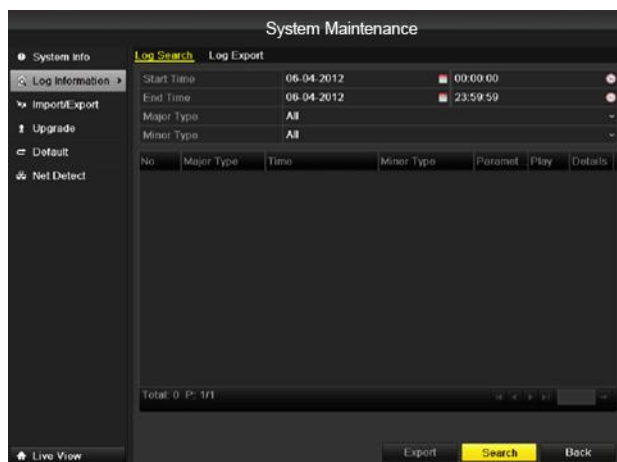 System Maintenance
System Info
Log Information
Import/Export
Upgrade
Default
Net Detect
Live View
Log Search Log Export
Start Time 06-04-2012 00:00:00
End Time 06-04-2012 23:59:59
Major Type All
Minor Type All
No. Major Type Time Minor Type Paramet... Play Details
Total: 0 P: 1/1
Export Search Back